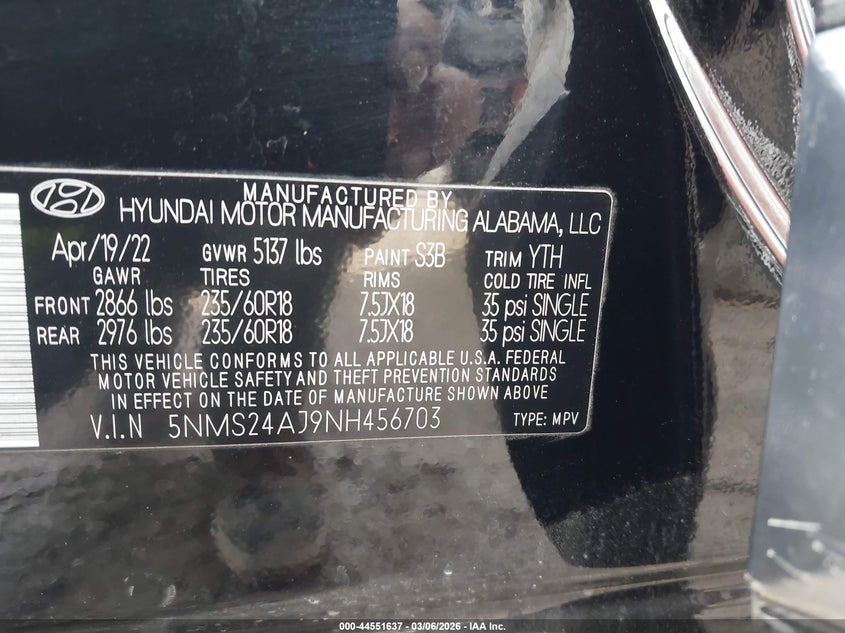 MANUFACTURED BY
HYUNDAI MOTOR MANUFACTURING ALABAMA, LLC
Apr/19/22 GVWR 5137 lbs PAINT S3B TRIM YTH
GAWR TIRES RIMS COLD TIRE INFL
FRONT 2866 lbs 235/60R18 7.5JX18 35 psi SINGLE
REAR 2976 lbs 235/60R18 7.5JX18 35 psi SINGLE
THIS VEHICLE CONFORMS TO ALL APPLICABLE U.S.A. FEDERAL
MOTOR VEHICLE SAFETY AND THEFT PREVENTION STANDARDS
IN EFFECT ON THE DATE OF MANUFACTURE SHOWN ABOVE
V.I.N 5NMS24AJ9NH456703 TYPE: MPV
000-44551637 - 03/06/2026 - IAA Inc.